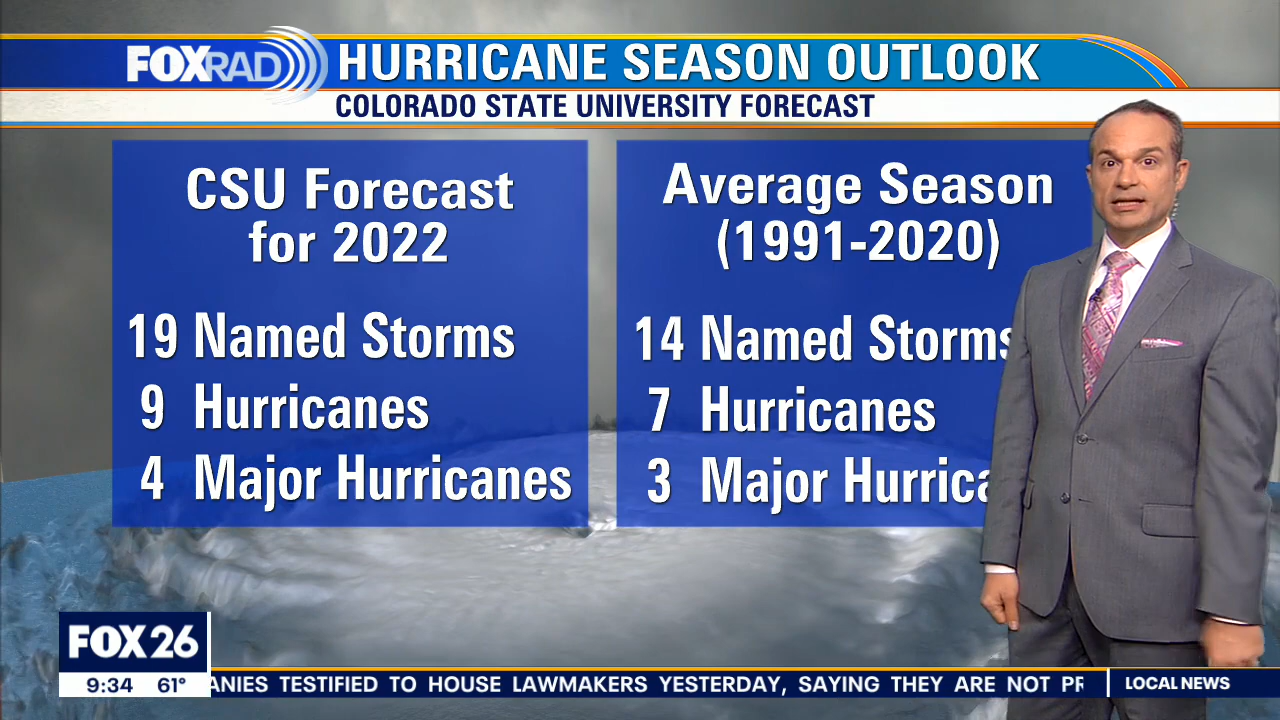 FOXRAD HURRICANE SEASON OUTLOOK
COLORADO STATE UNIVERSITY FORECAST
CSU Forecast
for 2022
19 Named Storms
9 Hurricanes
4 Major Hurricanes
Average Season
(1991-2020)
14 Named Storms
7 Hurricanes
3 Major Hurrica
FOX 26
9:34 61°
ANIES TESTIFIED TO HOUSE LAWMAKERS YESTERDAY, SAYING THEY ARE NOT PR
LOCAL NEWS